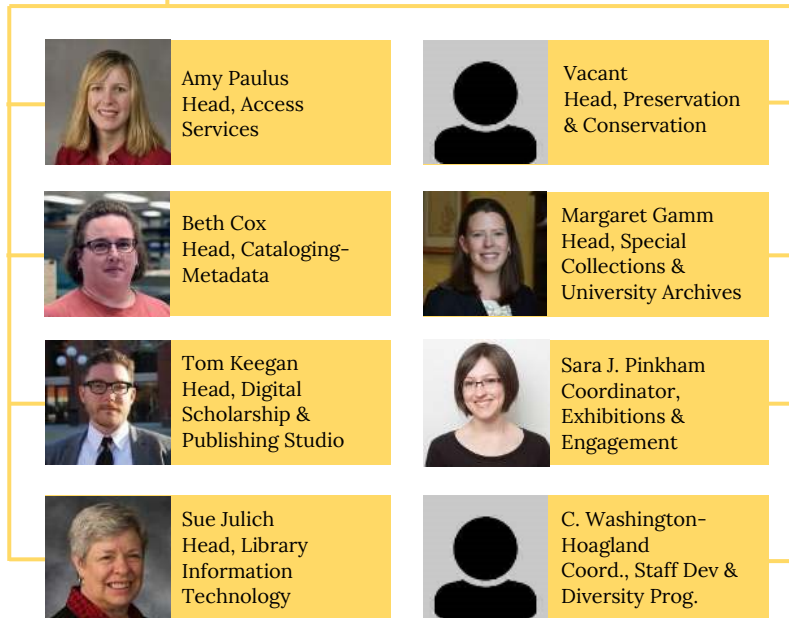 Amy Paulus
Head, Access
Services
Vacant
Head, Preservation
& Conservation
Beth Cox
Head, Cataloging-
Metadata
Margaret Gamm
Head, Special
Collections &
University Archives
Tom Keegan
Head, Digital
Scholarship &
Publishing Studio
Sara J. Pinkham
Coordinator,
Exhibitions &
Engagement
Sue Julich
Head, Library
Information
Technology
C. Washington-
Hoagland
Coord., Staff Dev &
Diversity Prog.